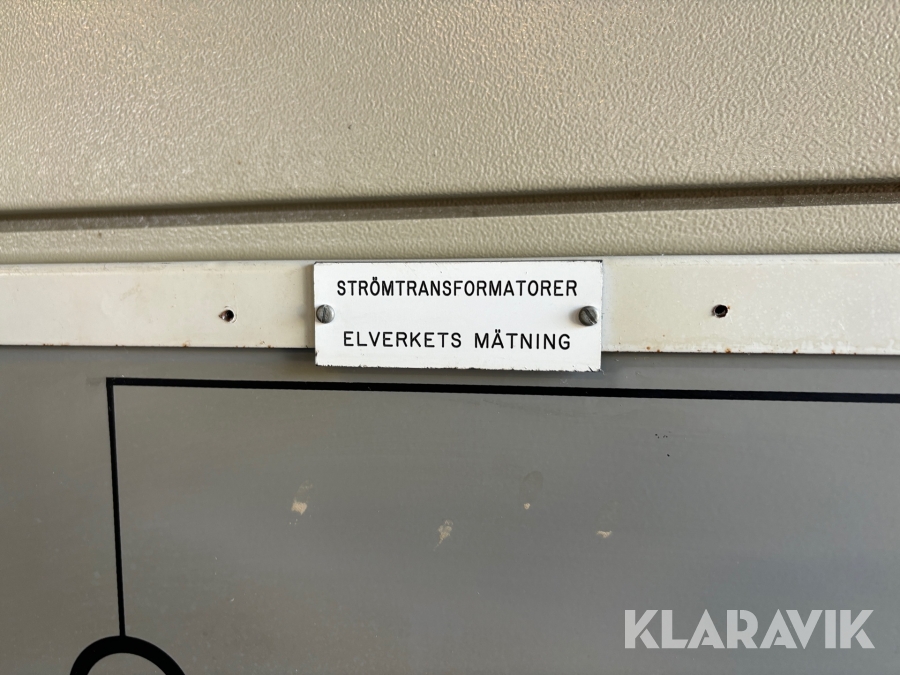 STRÖMTRANSFORMATORER
ELVERKETS MÄTNING
KLARAVIK